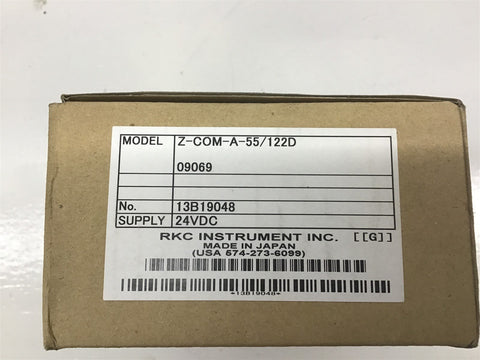 MODEL Z-COM-A-55/122D
09069
No. 13B19048
SUPPLY 24VDC
RKC INSTRUMENT INC. [[G]]
MADE IN JAPAN
(USA 574-273-6099)
*13B19048*